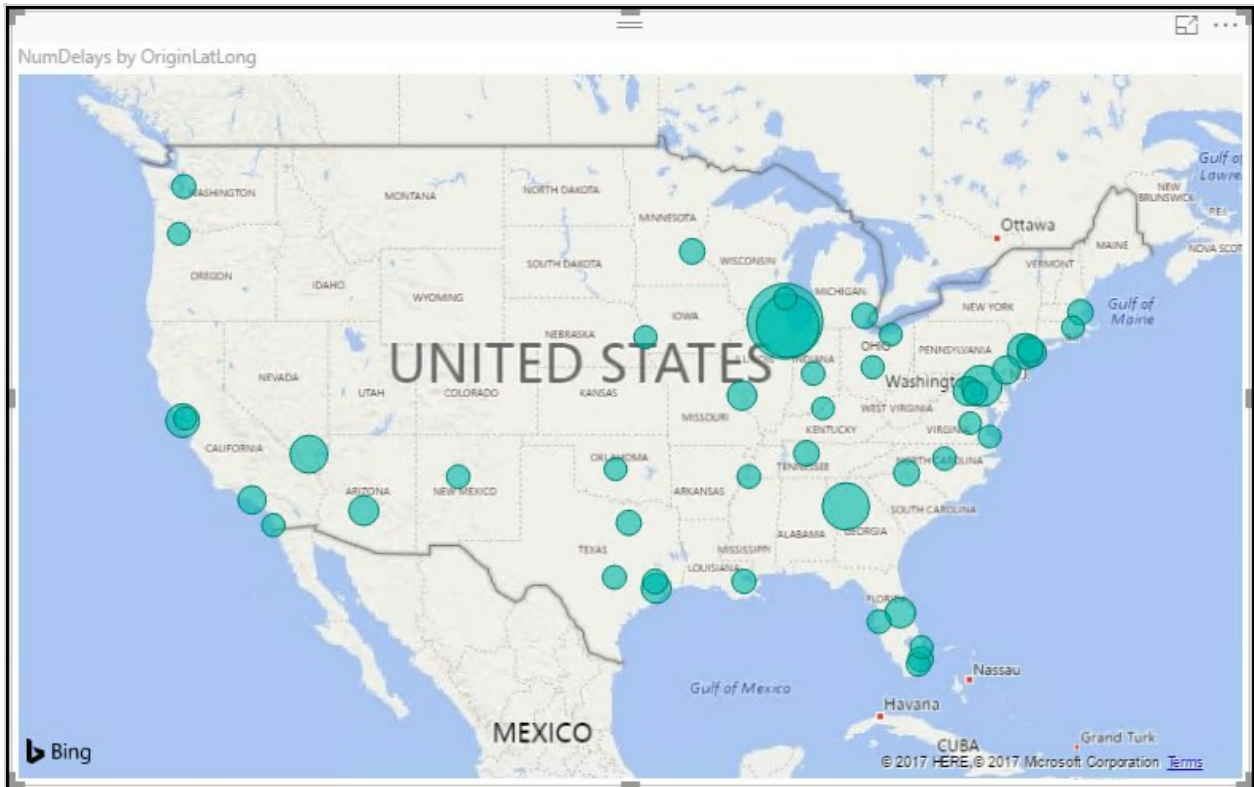 NumDelays by OriginLatLong
Gulf of
NEW
BRUNSWICK
P.E.I
WASHINGTON
MONTANA
NORTH DAKOTA
MINNESOTA
Ottawa
MAINE
NOVA SCOT
OREGON
IDAHO
SOUTH DAKOTA
WISCONSIN
VERMONT
WYOMING
MICHIGAN
NEW YORK
Gulf of
Maine
IOWA
NEBRASKA
OHIO
PENNSYLVANIA
UNITED STATES
INDIANA
NEVADA
UTAH
COLORADO
KANSAS
Washingt
MISSOURI
WEST VIRGINIA
KENTUCKY
VIRGIN
CALIFORNIA
OKLAHOMA
TENNESSEE
NORTH CAROLINA
ARIZONA
NEW MEXICO
ARKANSAS
SOUTH CAROLINA
ALABAMA
GEORGIA
TEXAS
MISSISSIPPI
LOUISIANA
FLORIDA
Gulf of Mexico
Nassau
Havana
MEXICO
CUBA
Grand Turk
Bing
© 2017 HERE, © 2017 Microsoft Corporation Terms